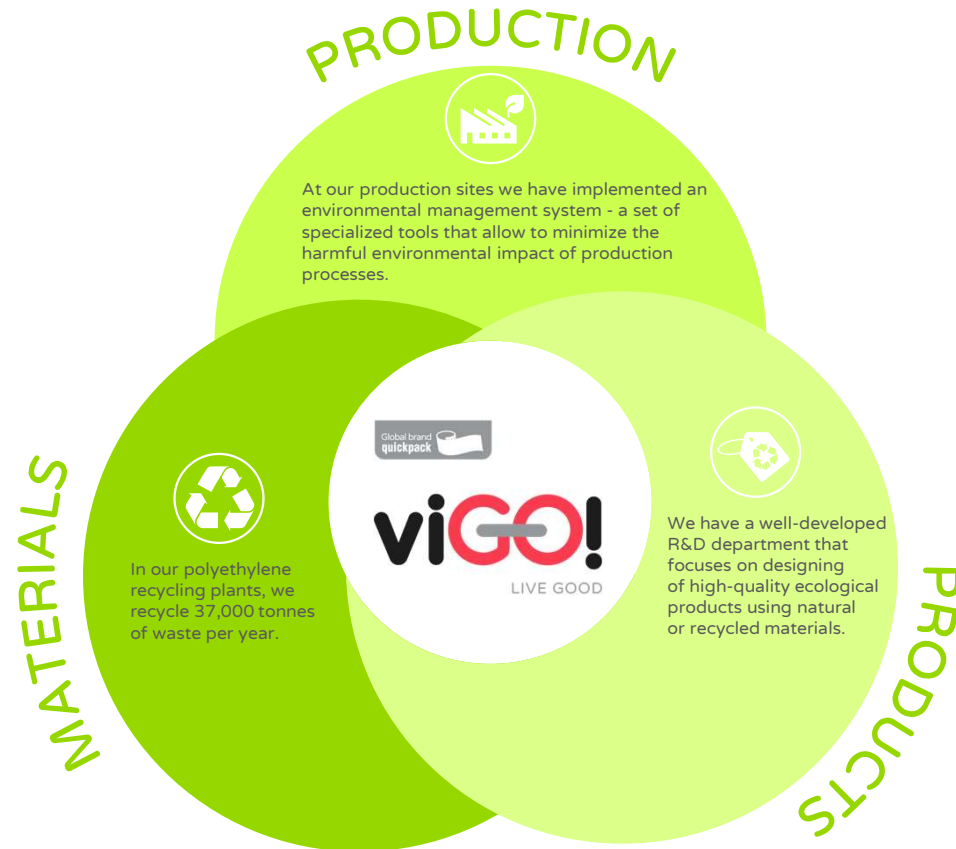 PRODUCTION
At our production sites we have implemented an
environmental management system - a set of
specialized tools that allow to minimize the
harmful environmental impact of production
processes.
MATERIALS
In our polyethylene
recycling plants, we
recycle 37,000 tonnes
of waste per year.
Global brand
quickpack
viGO!
LIVE GOOD
We have a well-developed
R&D department that
focuses on designing
of high-quality ecological
products using natural
or recycled materials.
PRODUCTS